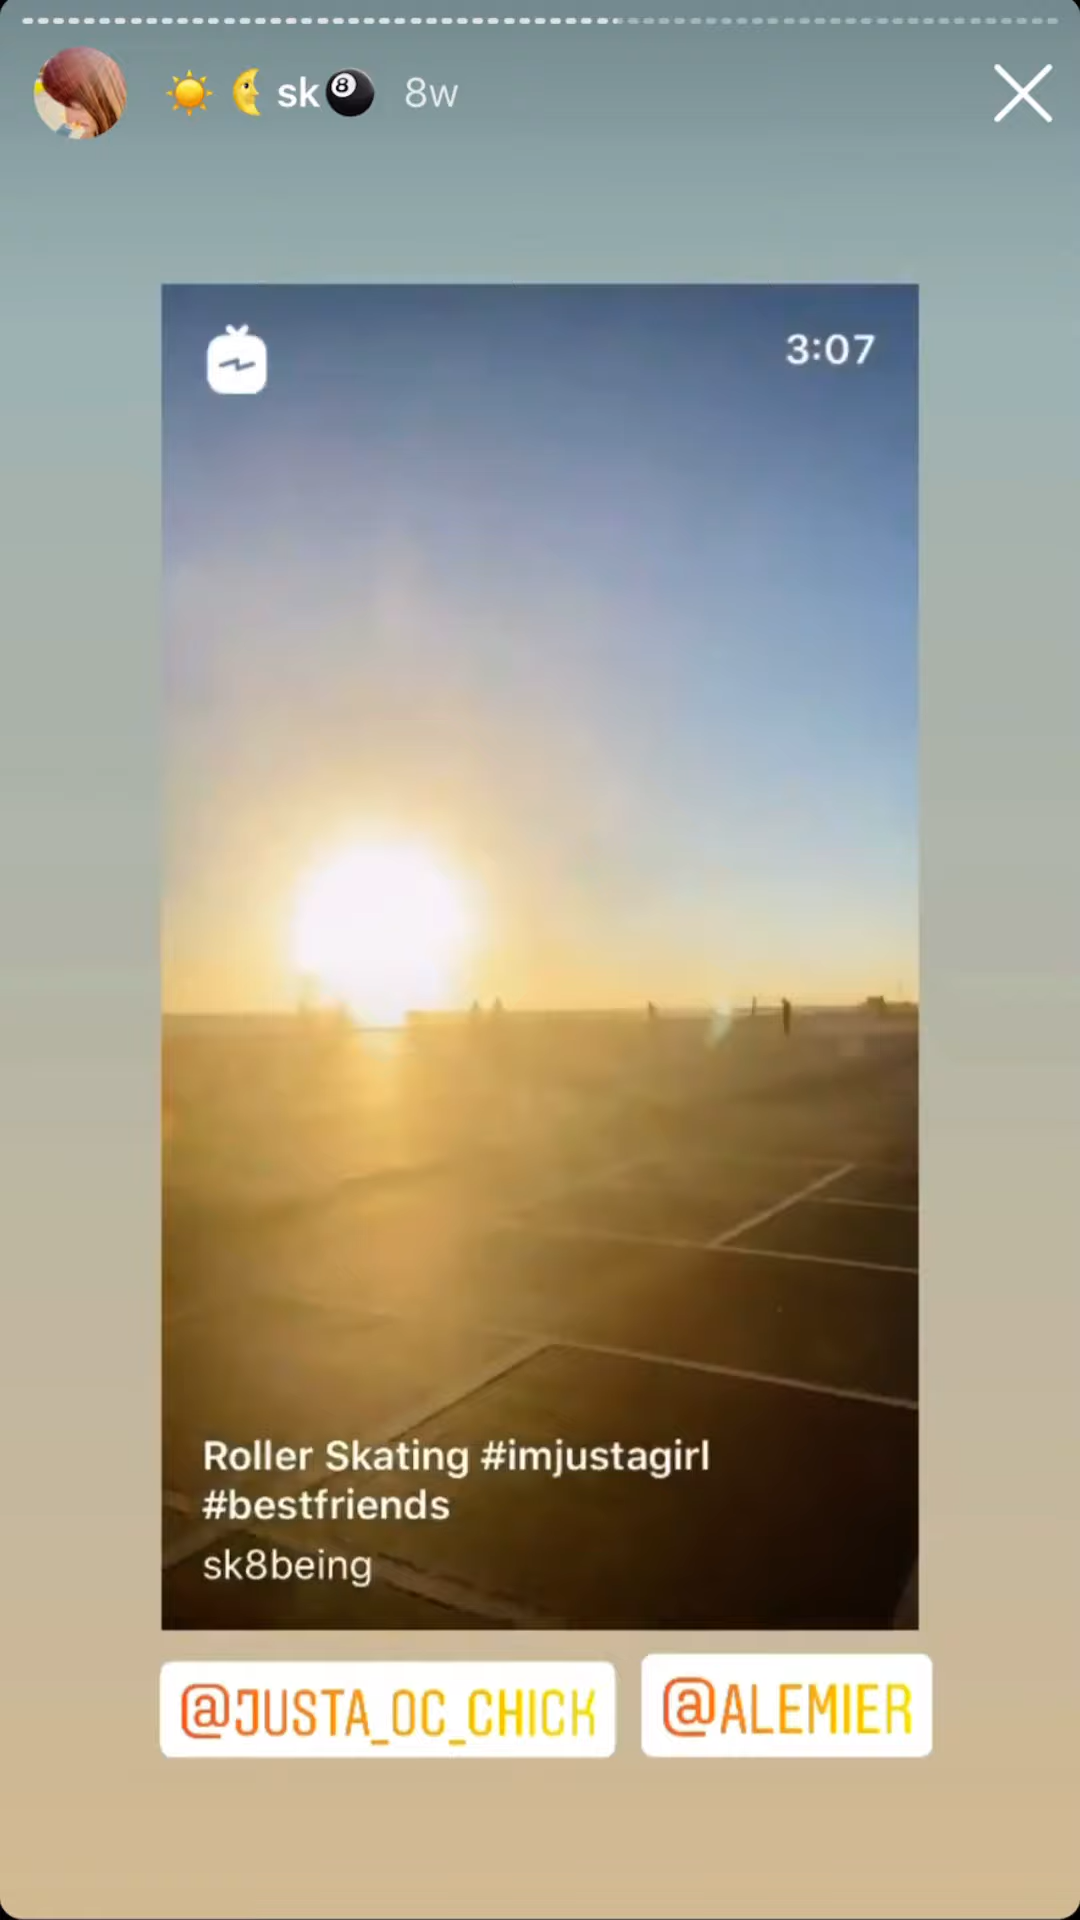 ☀️🌜sk🎱 8w
3:07
Roller Skating #imjustagirl
#bestfriends
sk8being
@JUSTA_OC_CHICK
@ALEMIER